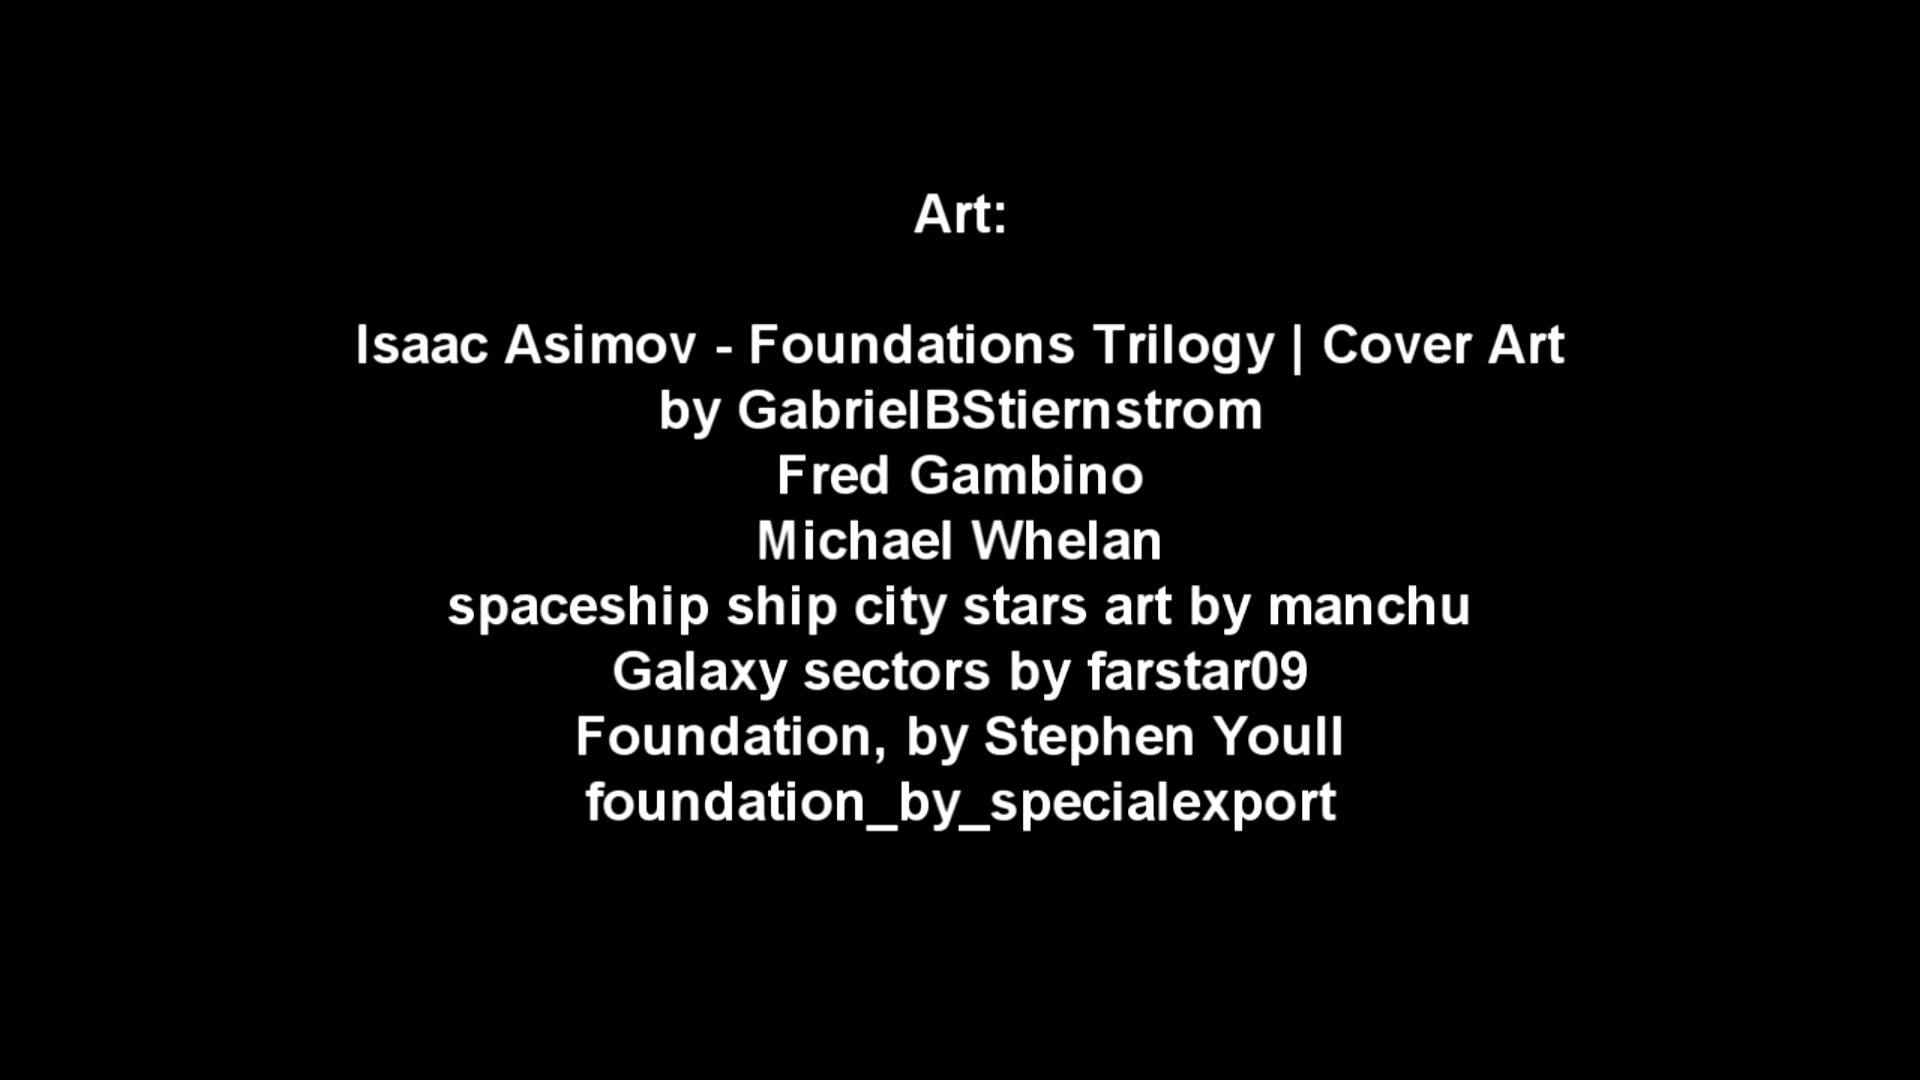 Art:
Isaac Asimov - Foundations Trilogy | Cover Art
by GabrielBStiernstrom
Fred Gambino
Michael Whelan
spaceship ship city stars art by manchu
Galaxy sectors by farstar09
Foundation, by Stephen Youll
foundation_by_specialexport